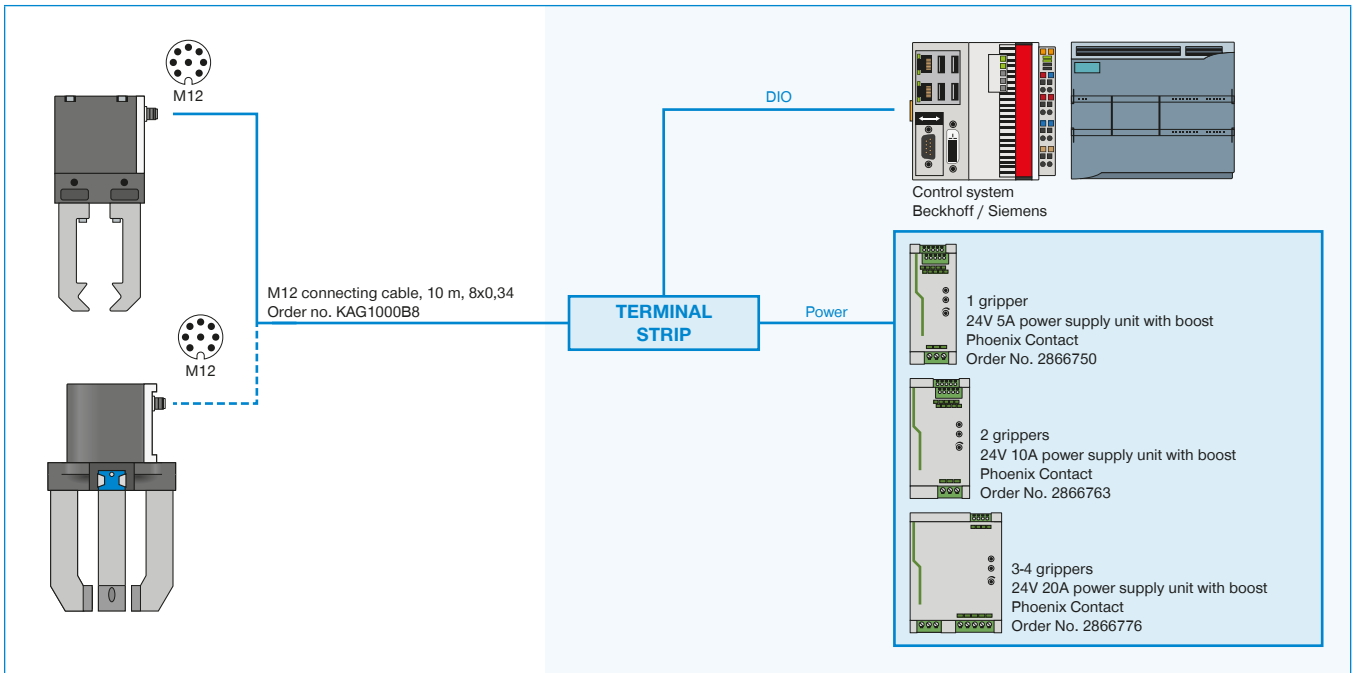 M12
M12
M12 connecting cable, 10 m, 8x0,34
Order no. KAG1000B8
TERMINAL
STRIP
DIO
Power
Control system
Beckhoff / Siemens
1 gripper
24V 5A power supply unit with boost
Phoenix Contact
Order No. 2866750
2 grippers
24V 10A power supply unit with boost
Phoenix Contact
Order No. 2866763
3-4 grippers
24V 20A power supply unit with boost
Phoenix Contact
Order No. 2866776